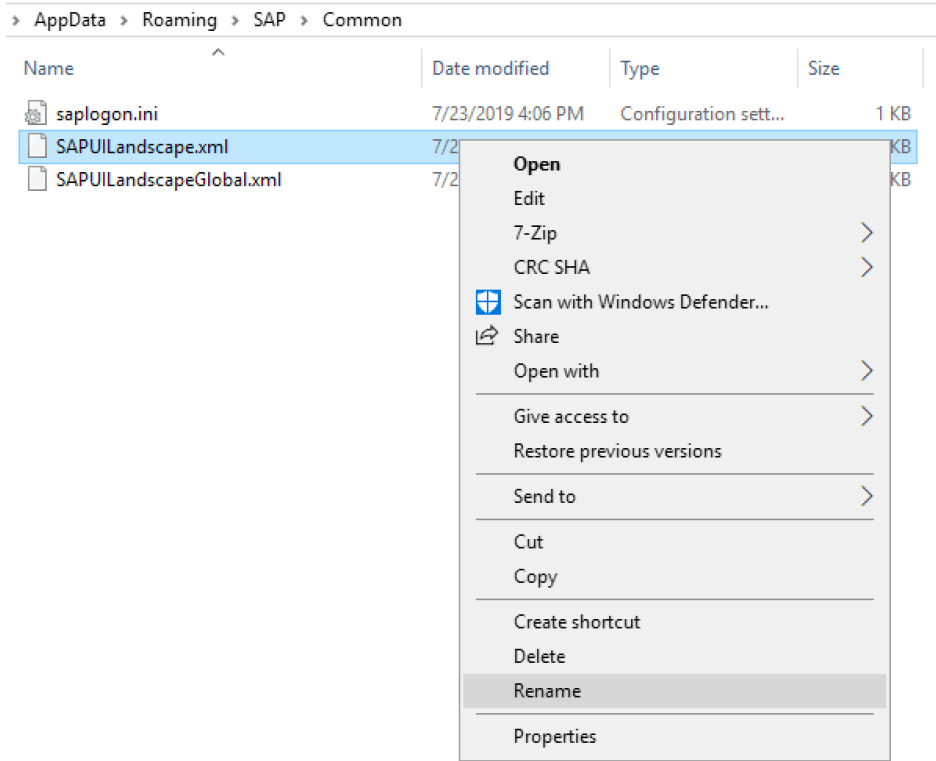 > AppData > Roaming > SAP > Common
Name Date modified Type Size
saplogon.ini 7/23/2019 4:06 PM Configuration sett... 1 KB
SAPUILandscape.xml 7/2 KB
SAPUILandscapeGlobal.xml 7/2 KB
Open
Edit
7-Zip
CRC SHA
Scan with Windows Defender...
Share
Open with
Give access to
Restore previous versions
Send to
Cut
Copy
Create shortcut
Delete
Rename
Properties